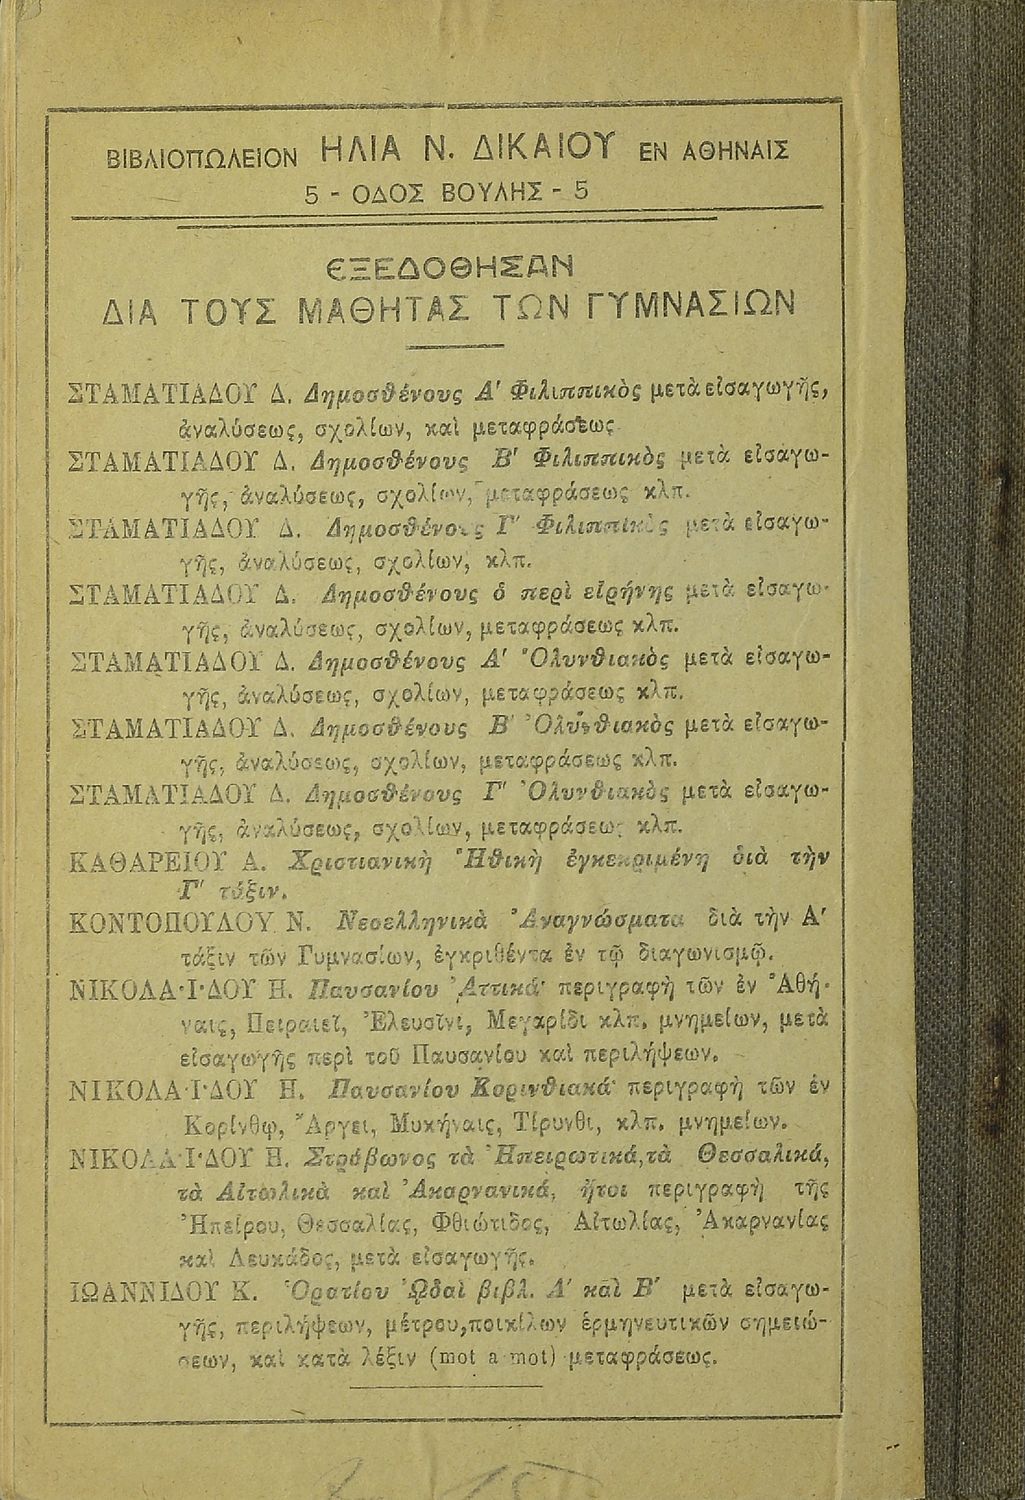 ΒΙΒΛΙΟΠΩΛΕΙΟΝ ΗΛΙΑ Ν. ΔΙΚΑΙΟΥ ΕΝ ΑΘΗΝΑΙΣ
5 - ΟΔΟΣ ΒΟΥΛΗΣ - 5
ΕΞΕΔΟΘΗΣΑΝ
ΔΙΑ ΤΟΥΣ ΜΑΘΗΤΑΣ ΤΩΝ ΓΥΜΝΑΣΙΩΝ
ΣΤΑΜΑΤΙΑΔΟΥ Δ. Δημοσθένους Α' Φιλιππικὸς μετὰ εἰσαγωγῆς,
ἀναλύσεως, σχολίων, καὶ μεταφράσεως
ΣΤΑΜΑΤΙΑΔΟΥ Δ. Δημοσθένους Β' Φιλιππικὸς μετὰ εἰσαγω-
γῆς, ἀναλύσεως, σχολίων, μεταφράσεως κλπ.
ΣΤΑΜΑΤΙΑΔΟΥ Δ. Δημοσθένους Γ' Φιλιππικὸς μετὰ εἰσαγω-
γῆς, ἀναλύσεως, σχολίων, κλπ.
ΣΤΑΜΑΤΙΑΔΟΥ Δ. Δημοσθένους ὁ περὶ εἰρήνης μετὰ εἰσαγω-
γῆς, ἀναλύσεως, σχολίων, μεταφράσεως κλπ.
ΣΤΑΜΑΤΙΑΔΟΥ Δ. Δημοσθένους Α' Ὀλυνθιακὸς μετὰ εἰσαγω-
γῆς, ἀναλύσεως, σχολίων, μεταφράσεως κλπ.
ΣΤΑΜΑΤΙΑΔΟΥ Δ. Δημοσθένους Β' Ὀλυνθιακὸς μετὰ εἰσαγω-
γῆς, ἀναλύσεως, σχολίων, μεταφράσεως κλπ.
ΣΤΑΜΑΤΙΑΔΟΥ Δ. Δημοσθένους Γ' Ὀλυνθιακὸς μετὰ εἰσαγω-
γῆς, ἀναλύσεως, σχολίων, μεταφράσεως κλπ.
ΚΑΘΑΡΕΙΟΥ Α. Χριστιανικὴ Ἠθικὴ ἐγκεκριμένη διὰ τὴν
Γ' τάξιν.
ΚΟΝΤΟΠΟΥΛΟΥ Ν. Νεοελληνικὰ Ἀναγνώσματα διὰ τὴν Α'
τάξιν τῶν Γυμνασίων, ἐγκριθέντα ἐν τῷ διαγωνισμῷ.
ΝΙΚΟΛΑ·Ι·ΔΟΥ Η. Παυσανίου Ἀττικά· περιγραφὴ τῶν ἐν Ἀθή-
ναις, Πειραιεῖ, Ἐλευσῖνι, Μεγαρίδι κλπ. μνημείων, μετὰ
εἰσαγωγῆς περὶ τοῦ Παυσανίου καὶ περιλήψεων.
ΝΙΚΟΛΑ·Ι·ΔΟΥ Η. Παυσανίου Κορινθιακά· περιγραφὴ τῶν ἐν
Κορίνθῳ, Ἄργει, Μυκήναις, Τίρυνθι, κλπ. μνημείων.
ΝΙΚΟΛΑ·Ι·ΔΟΥ Η. Στράβωνος τὰ Ἠπειρωτικά, τὰ Θεσσαλικά,
τὰ Αἰτωλικὰ καὶ Ἀκαρνανικά, ἤτοι περιγραφὴ τῆς
Ἠπείρου, Θεσσαλίας, Φθιώτιδος, Αἰτωλίας, Ἀκαρνανίας
καὶ Λευκάδος, μετὰ εἰσαγωγῆς.
ΙΩΑΝΝΙΔΟΥ Κ. Ὁρατίου Ὠδαὶ βιβλ. Α' καὶ Β' μετὰ εἰσαγω-
γῆς, περιλήψεων, μέτρου, ποικίλων ἑρμηνευτικῶν σημειώ-
σεων, καὶ κατὰ λέξιν (mot a mot) μεταφράσεως.